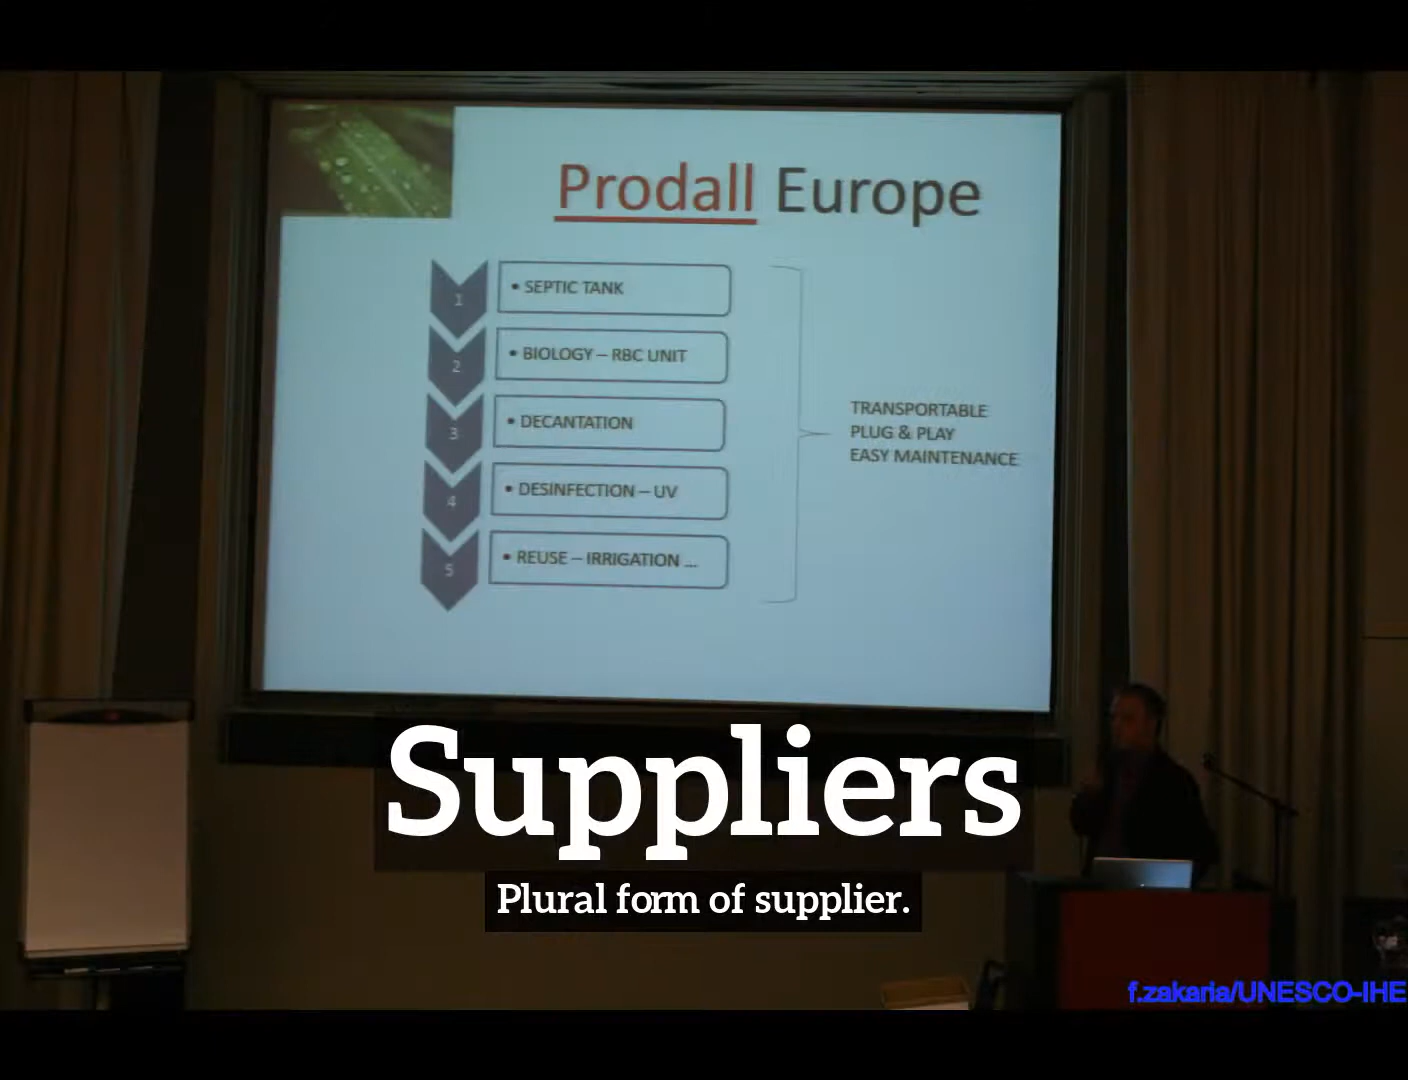 Prodall Europe
1
• SEPTIC TANK
2
• BIOLOGY – RBC UNIT
3
• DECANTATION
4
• DESINFECTION – UV
5
• REUSE – IRRIGATION ...
TRANSPORTABLE
PLUG & PLAY
EASY MAINTENANCE
Suppliers
Plural form of supplier.
f.zakaria/UNESCO-IHE